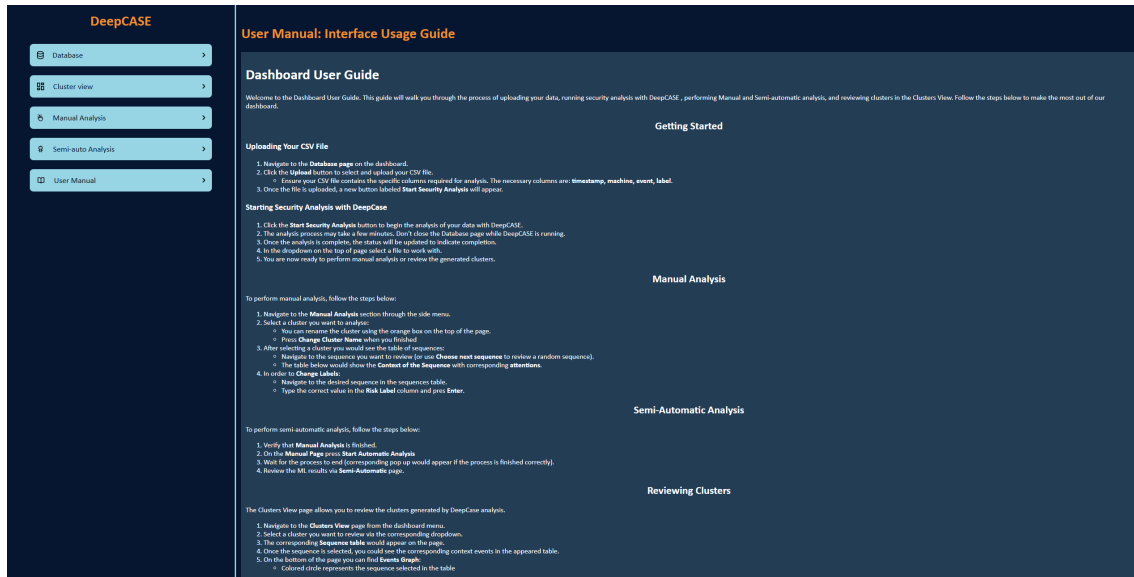 DeepCASE
Database
Cluster view
Manual Analysis
Semi-auto Analysis
User Manual
User Manual: Interface Usage Guide
Dashboard User Guide
Welcome to the Dashboard User Guide. This guide will walk you through the process of uploading your data, running security analysis with DeepCASE , performing Manual and Semi-automatic analysis, and reviewing clusters in the Clusters View. Follow the steps below to make the most out of our
dashboard.
Getting Started
Uploading Your CSV File
1. Navigate to the Database page on the dashboard.
2. Click the Upload button to select and upload your CSV file.
Ensure your CSV file contains the specific columns required for analysis. The necessary columns are: timestamp, machine, event, label.
3. Once the file is uploaded, a new button labeled Start Security Analysis will appear.
Starting Security Analysis with DeepCase
1. Click the Start Security Analysis button to begin the analysis of your data with DeepCASE.
2. The analysis process may take a few minutes. Don't close the Database page while DeepCASE is running.
3. Once the analysis is complete, the status will be updated to indicate completion.
4. In the dropdown on the top of page select a file to work with.
5. You are now ready to perform manual analysis or review the generated clusters.
Manual Analysis
To perform manual analysis, follow the steps below:
1. Navigate to the Manual Analysis section through the side menu.
2. Select a cluster you want to analyse:
You can rename the cluster using the orange box on the top of the page.
Press Change Cluster Name when you finished
3. After selecting a cluster you would see the table of sequences:
Navigate to the sequence you want to review (or use Choose next sequence to review a random sequence).
The table below would show the Context of the Sequence with corresponding attentions.
4. In order to Change Labels:
Navigate to the desired sequence in the sequences table.
Type the correct value in the Risk Label column and pres Enter.
Semi-Automatic Analysis
To perform semi-automatic analysis, follow the steps below:
1. Verify that Manual Analysis is finished.
2. On the Manual Page press Start Automatic Analysis
3. Wait for the process to end (corresponding pop up would appear if the process is finished correctly).
4. Review the ML results via Semi-Automatic page.
Reviewing Clusters
The Clusters View page allows you to review the clusters generated by DeepCase analysis.
1. Navigate to the Clusters View page from the dashboard menu.
2. Select a cluster you want to review via the corresponding dropdown.
3. The corresponding Sequence table would appear on the page.
4. Once the sequence is selected, you could see the corresponding context events in the appeared table.
5. On the bottom of the page you can find Events Graph:
Colored circle represents the sequence selected in the table